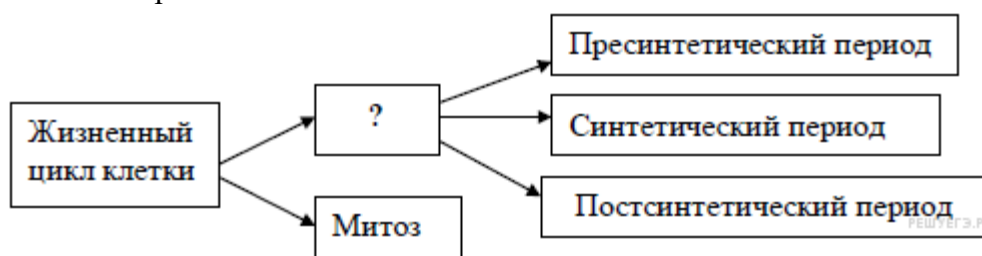 Пресинтетический период
?
Жизненный
цикл клетки
Синтетический период
Митоз
Постсинтетический период